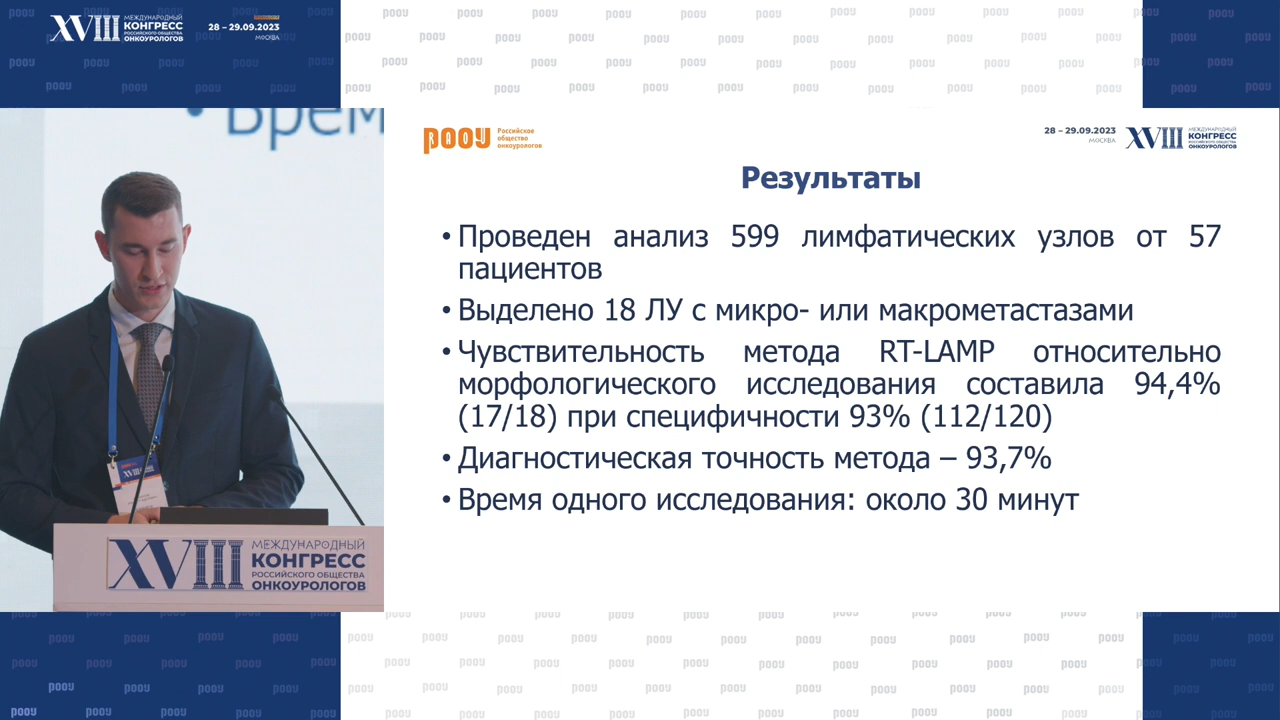 XVIII
МЕЖДУНАРОДНЫЙ
КОНГРЕСС
РОССИЙСКОГО ОБЩЕСТВА
ОНКОУРОЛОГОВ
28 – 29.09.2023
МОСКВА
• Врем
РООУ
Российское
общество
онкоурологов
28 – 29.09.2023
МОСКВА
XVIII
МЕЖДУНАРОДНЫЙ
КОНГРЕСС
РОССИЙСКОГО ОБЩЕСТВА
ОНКОУРОЛОГОВ
Результаты
• Проведен анализ 599 лимфатических узлов от 57
пациентов
• Выделено 18 ЛУ с микро- или макрометастазами
• Чувствительность метода RT-LAMP относительно
морфологического исследования составила 94,4%
(17/18) при специфичности 93% (112/120)
• Диагностическая точность метода – 93,7%
• Время одного исследования: около 30 минут
XVIII
XVIII
МЕЖДУНАРОДНЫЙ
КОНГРЕСС
РОССИЙСКОГО ОБЩЕСТВА
ОНКОУРОЛОГОВ